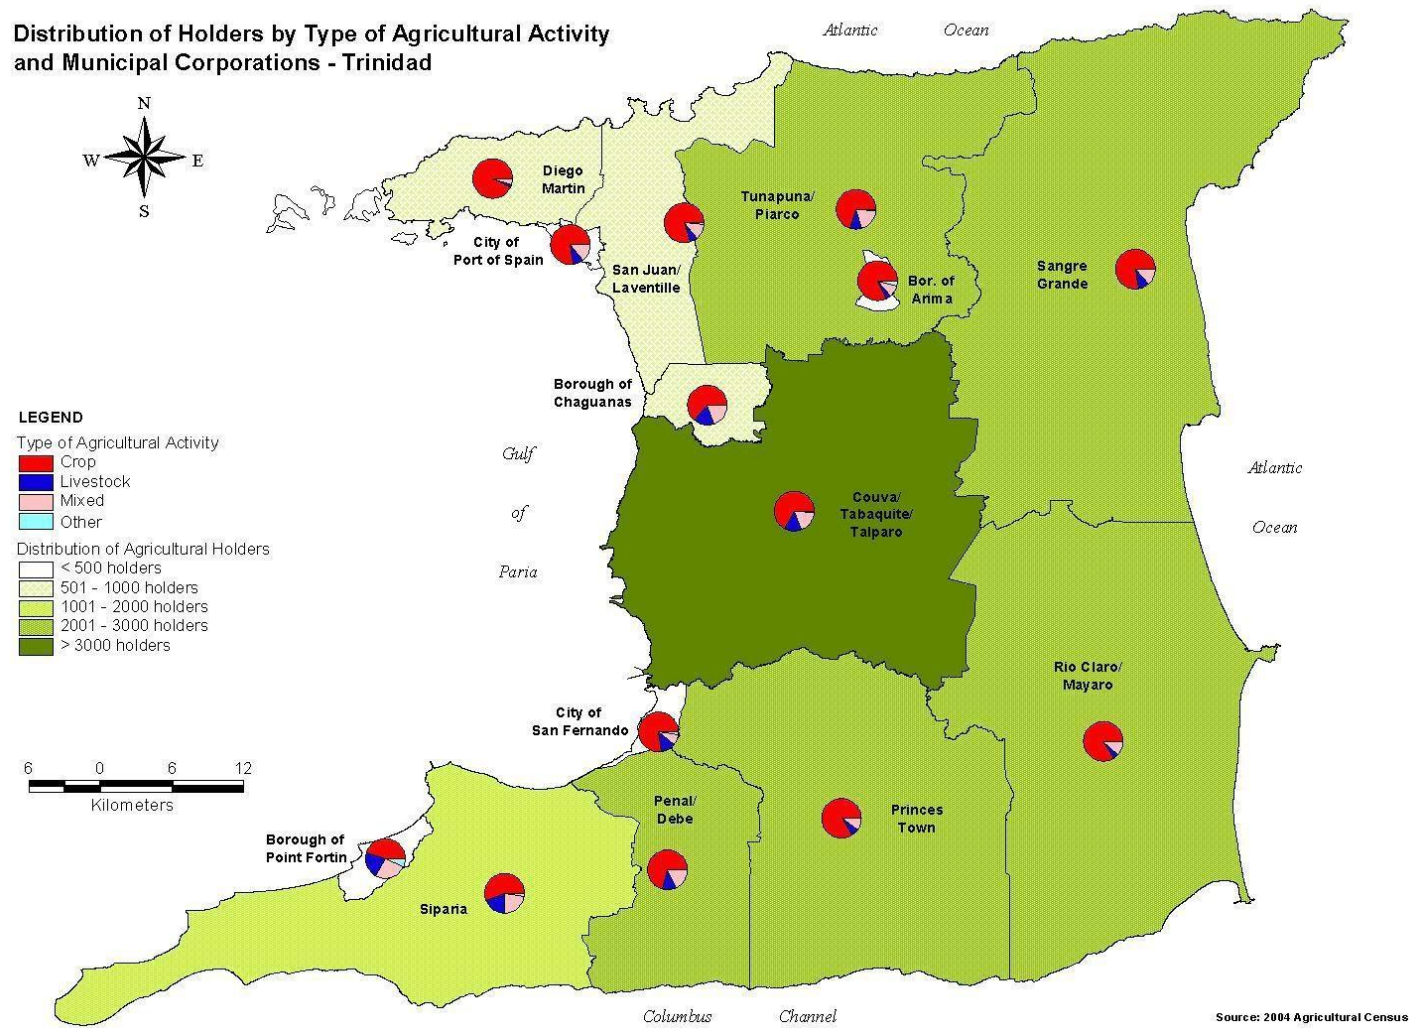 Distribution of Holders by Type of Agricultural Activity
and Municipal Corporations - Trinidad
Atlantic Ocean
N
W E
S
Diego
Martin
City of
Port of Spain
San Juan/
Laventille
Tunapuna/
Piarco
Bor. of
Arima
Sangre
Grande
Borough of
Chaguanas
LEGEND
Type of Agricultural Activity
Crop
Livestock
Mixed
Other
Distribution of Agricultural Holders
< 500 holders
501 - 1000 holders
1001 - 2000 holders
2001 - 3000 holders
> 3000 holders
Gulf
of
Paria
Couva/
Tabaquite/
Talparo
Atlantic
Ocean
Rio Claro/
Mayaro
City of
San Fernando
6 0 6 12
Kilometers
Penal/
Debe
Princes
Town
Borough of
Point Fortin
Siparia
Columbus Channel
Source: 2004 Agricultural Census